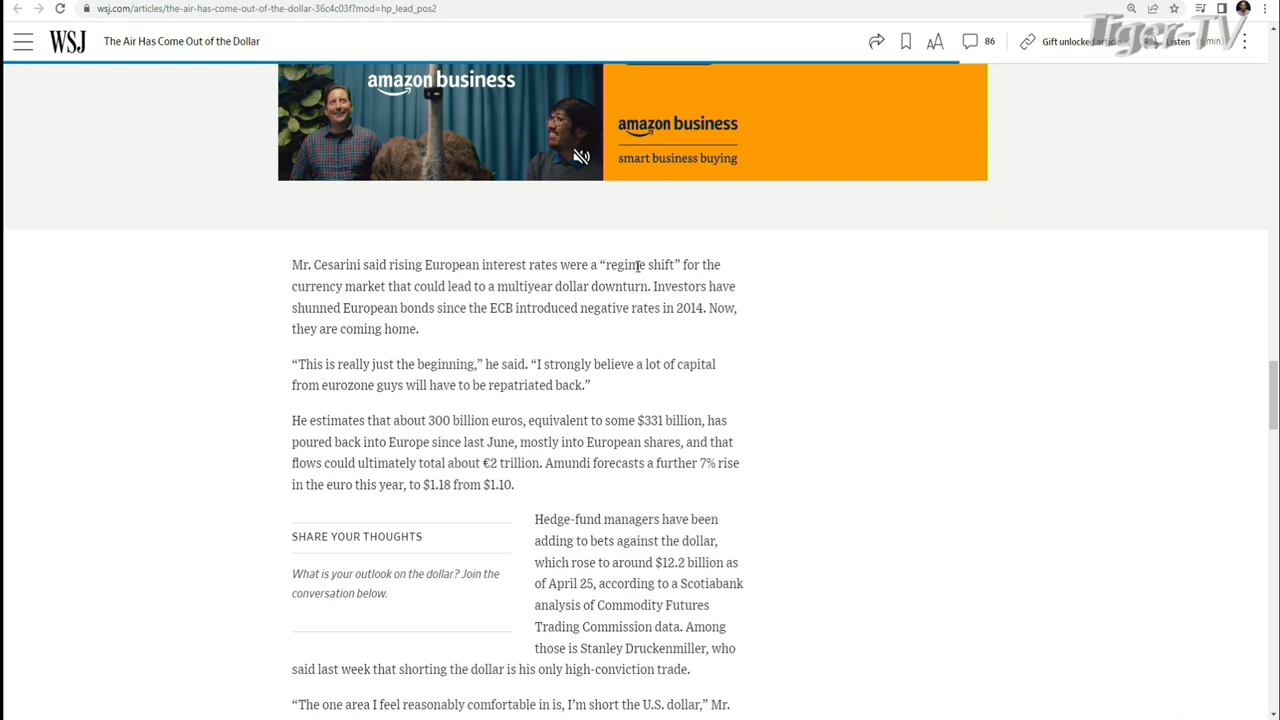 wsj.com/articles/the-air-has-come-out-of-the-dollar-36c4c03f?mod=hp_lead_pos2
Tiger-TV
WSJ The Air Has Come Out of the Dollar 86 Gift unlocked article Listen (6 min)
amazon business
amazon business
smart business buying
Mr. Cesarini said rising European interest rates were a “regime shift” for the
currency market that could lead to a multiyear dollar downturn. Investors have
shunned European bonds since the ECB introduced negative rates in 2014. Now,
they are coming home.
“This is really just the beginning,” he said. “I strongly believe a lot of capital
from eurozone guys will have to be repatriated back.”
He estimates that about 300 billion euros, equivalent to some $331 billion, has
poured back into Europe since last June, mostly into European shares, and that
flows could ultimately total about €2 trillion. Amundi forecasts a further 7% rise
in the euro this year, to $1.18 from $1.10.
SHARE YOUR THOUGHTS
What is your outlook on the dollar? Join the
conversation below.
Hedge-fund managers have been
adding to bets against the dollar,
which rose to around $12.2 billion as
of April 25, according to a Scotiabank
analysis of Commodity Futures
Trading Commission data. Among
those is Stanley Druckenmiller, who
said last week that shorting the dollar is his only high-conviction trade.
“The one area I feel reasonably comfortable in is, I’m short the U.S. dollar,” Mr.